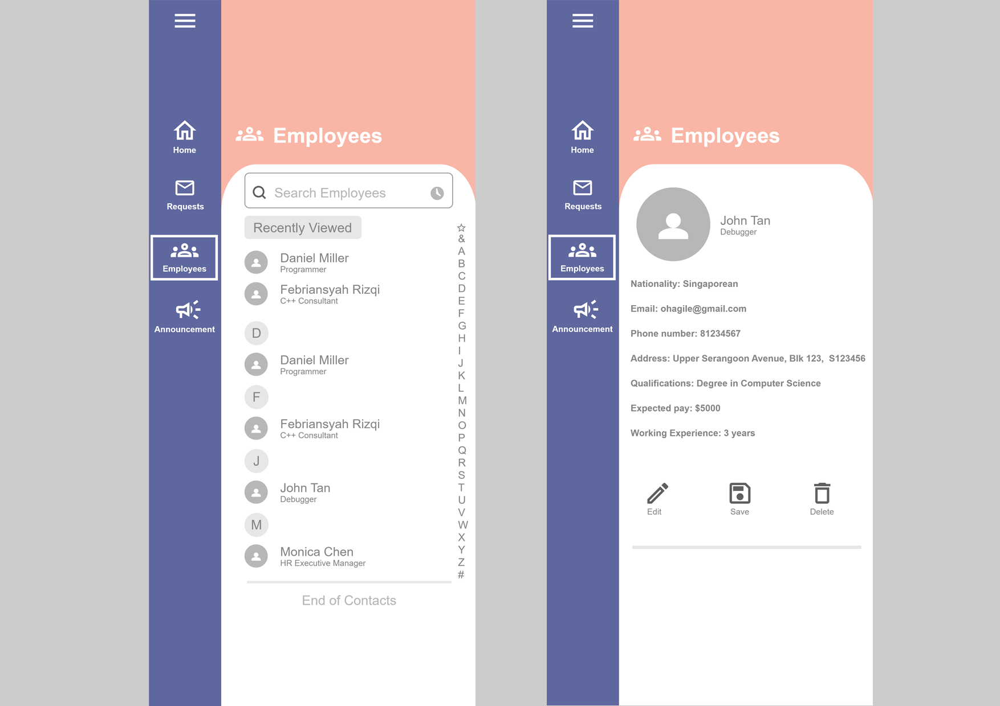 Home
Requests
Employees
Announcement
Employees
Search Employees
Recently Viewed
Daniel Miller
Programmer
Febriansyah Rizqi
C++ Consultant
D
Daniel Miller
Programmer
F
Febriansyah Rizqi
C++ Consultant
J
John Tan
Debugger
M
Monica Chen
HR Executive Manager
End of Contacts
&
A
B
C
D
E
F
G
H
I
J
K
L
M
N
O
P
Q
R
S
T
U
V
W
X
Y
Z
#
Home
Requests
Employees
Announcement
Employees
John Tan
Debugger
Nationality: Singaporean
Email: ohagile@gmail.com
Phone number: 81234567
Address: Upper Serangoon Avenue, Blk 123,  S123456
Qualifications: Degree in Computer Science
Expected pay: $5000
Working Experience: 3 years
Edit
Save
Delete